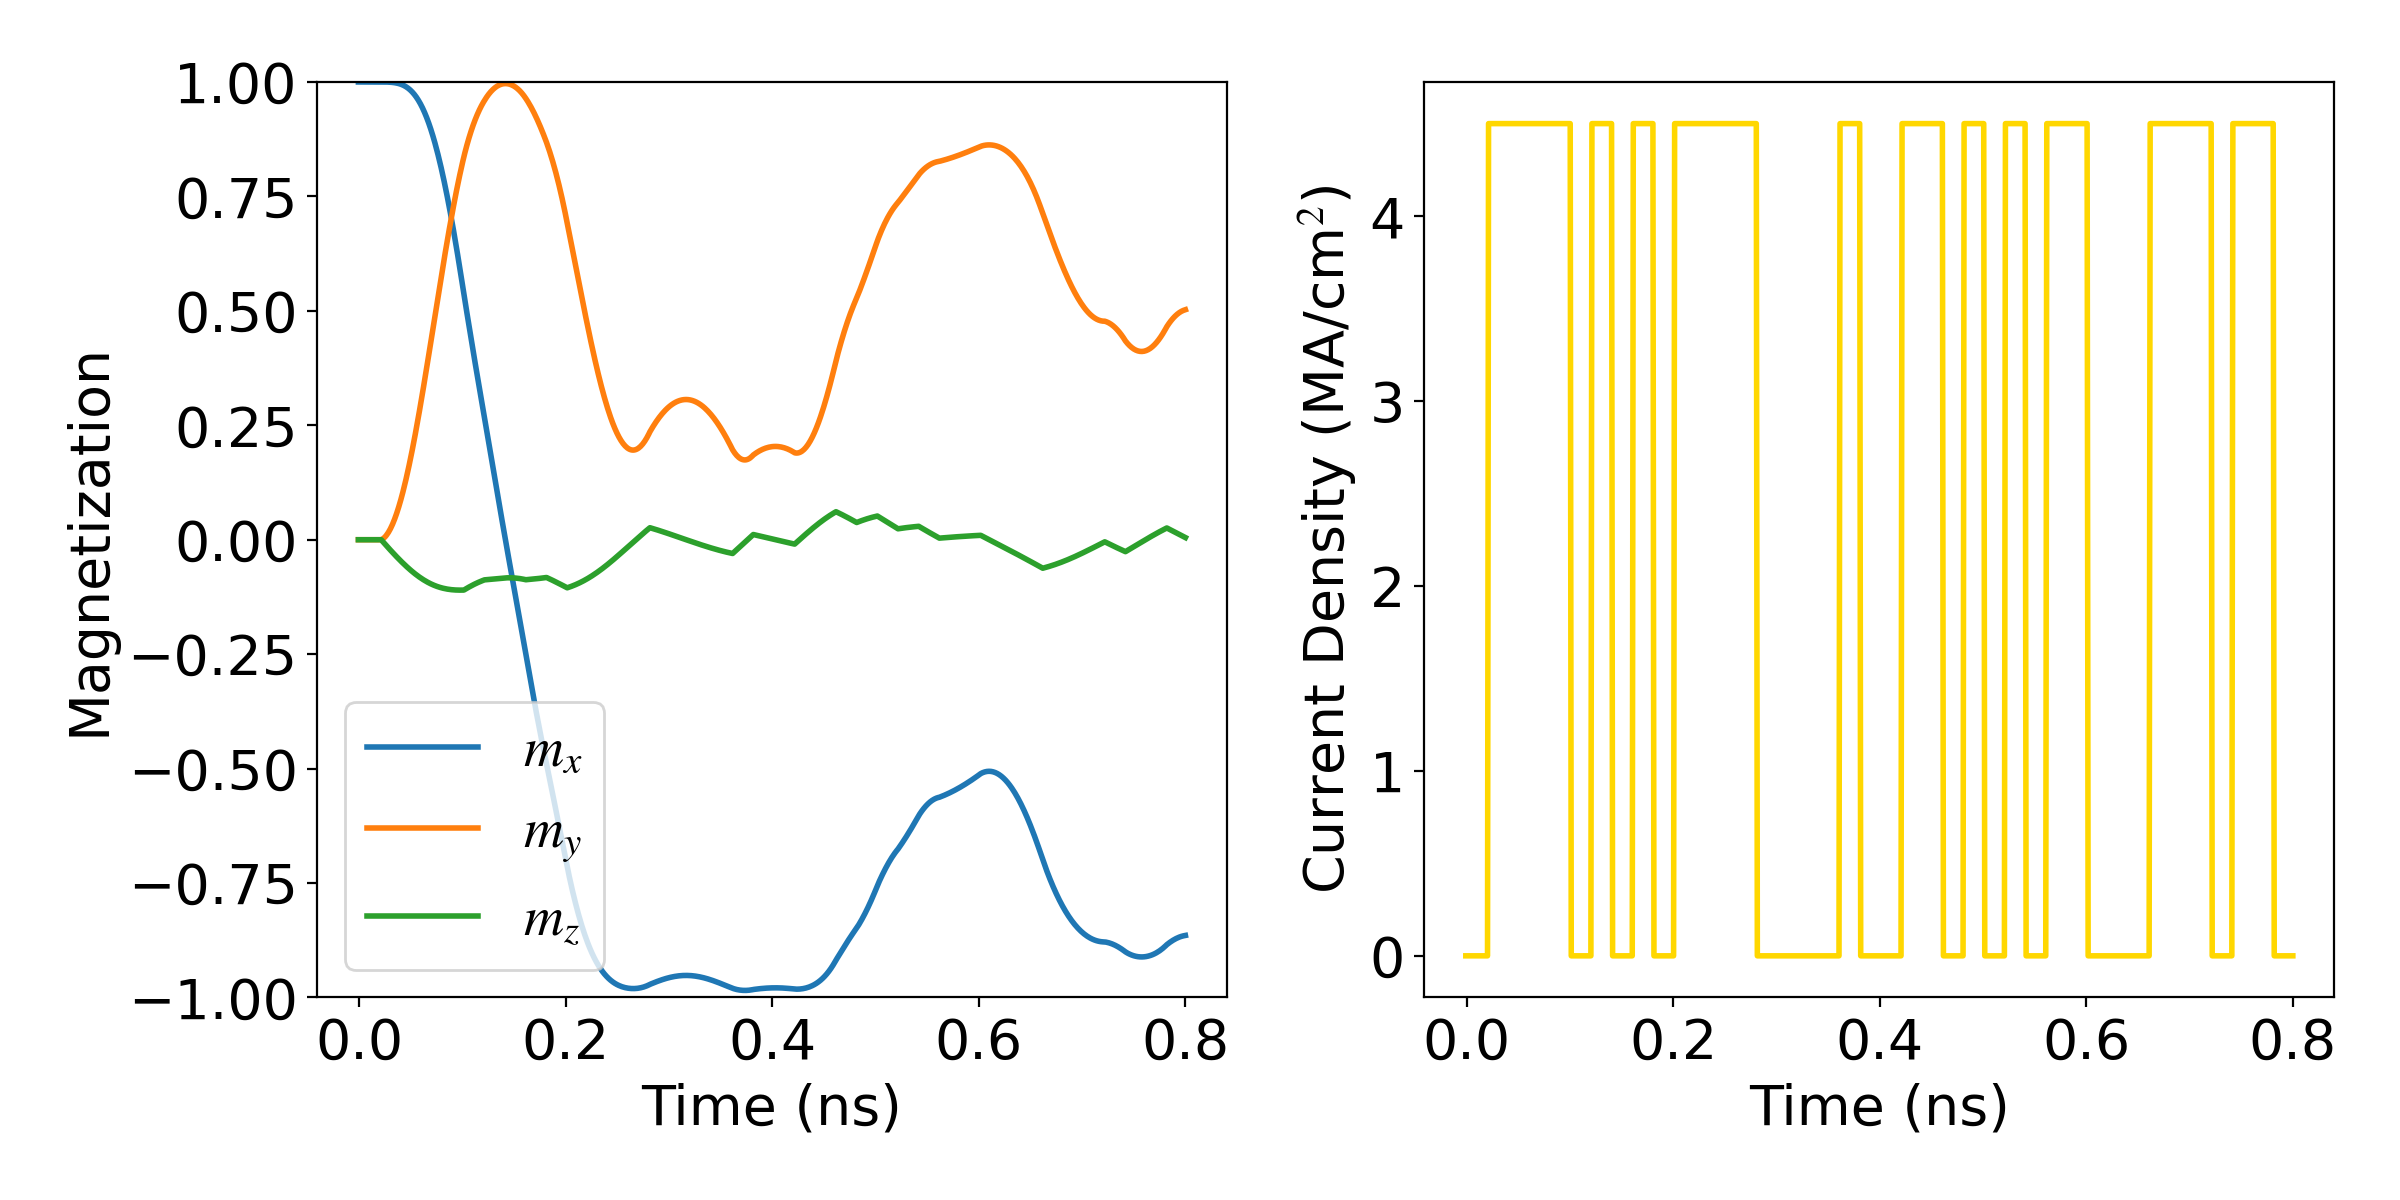 1.00
0.75
0.50
0.25
0.00
−0.25
−0.50
−0.75
−1.00
Magnetization
m_x
m_y
m_z
0.0 0.2 0.4 0.6 0.8
Time (ns)
4
3
2
1
0
Current Density (MA/cm²)
0.0 0.2 0.4 0.6 0.8
Time (ns)